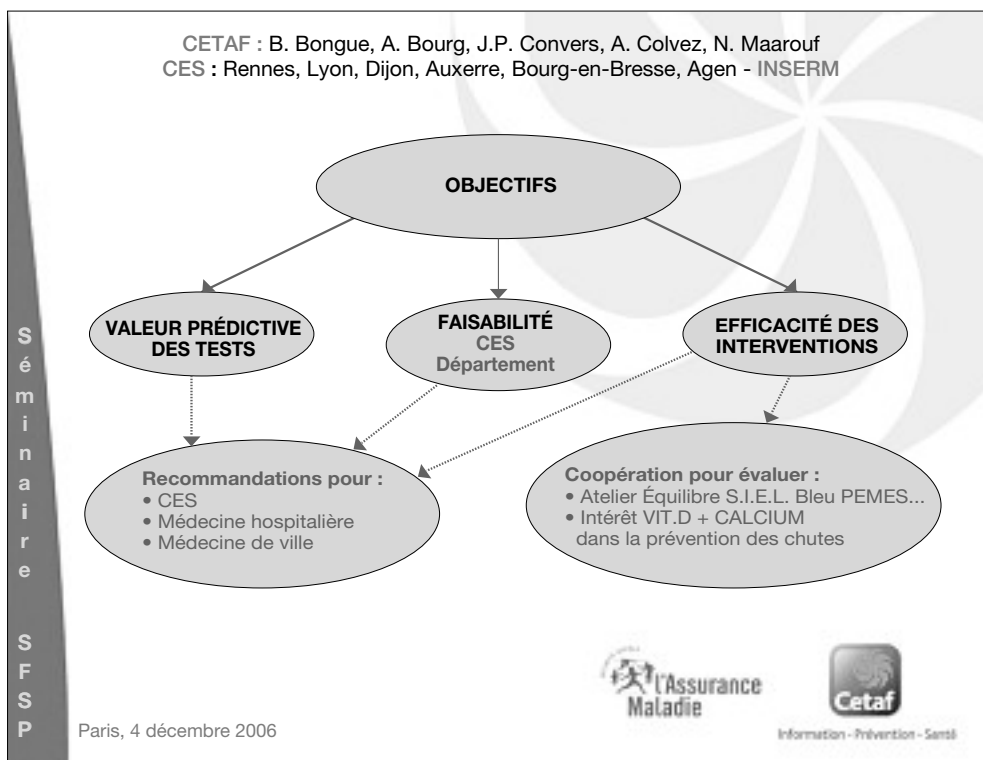 CETAF : B. Bongue, A. Bourg, J.P. Convers, A. Colvez, N. Maarouf
CES : Rennes, Lyon, Dijon, Auxerre, Bourg-en-Bresse, Agen - INSERM
OBJECTIFS
VALEUR PRÉDICTIVE
DES TESTS
FAISABILITÉ
CES
Département
EFFICACITÉ DES
INTERVENTIONS
Recommandations pour :
• CES
• Médecine hospitalière
• Médecine de ville
Coopération pour évaluer :
• Atelier Équilibre S.I.E.L. Bleu PEMES...
• Intérêt VIT.D + CALCIUM
dans la prévention des chutes
Séminaire SFSP
Paris, 4 décembre 2006
l'Assurance
Maladie
Cetaf
Information - Prévention - Santé